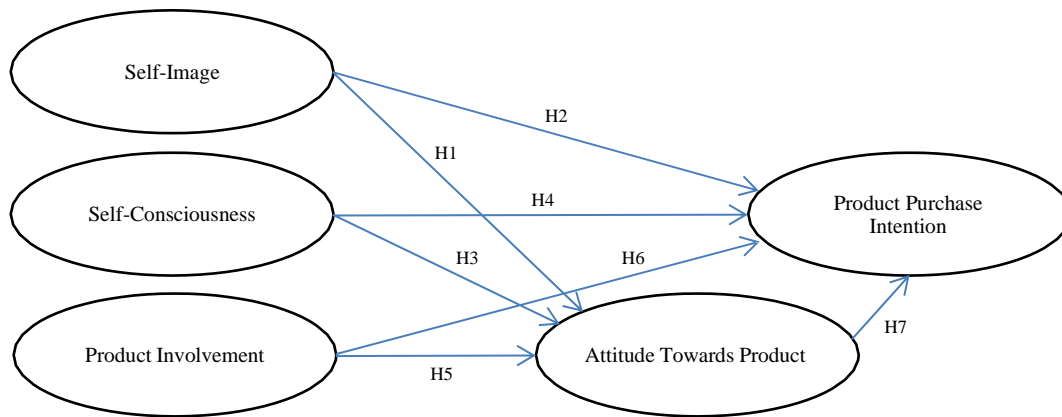 Self-Image
H2
H1
Self-Consciousness
H4
Product Purchase
Intention
H3
H6
Product Involvement
H5
Attitude Towards Product
H7